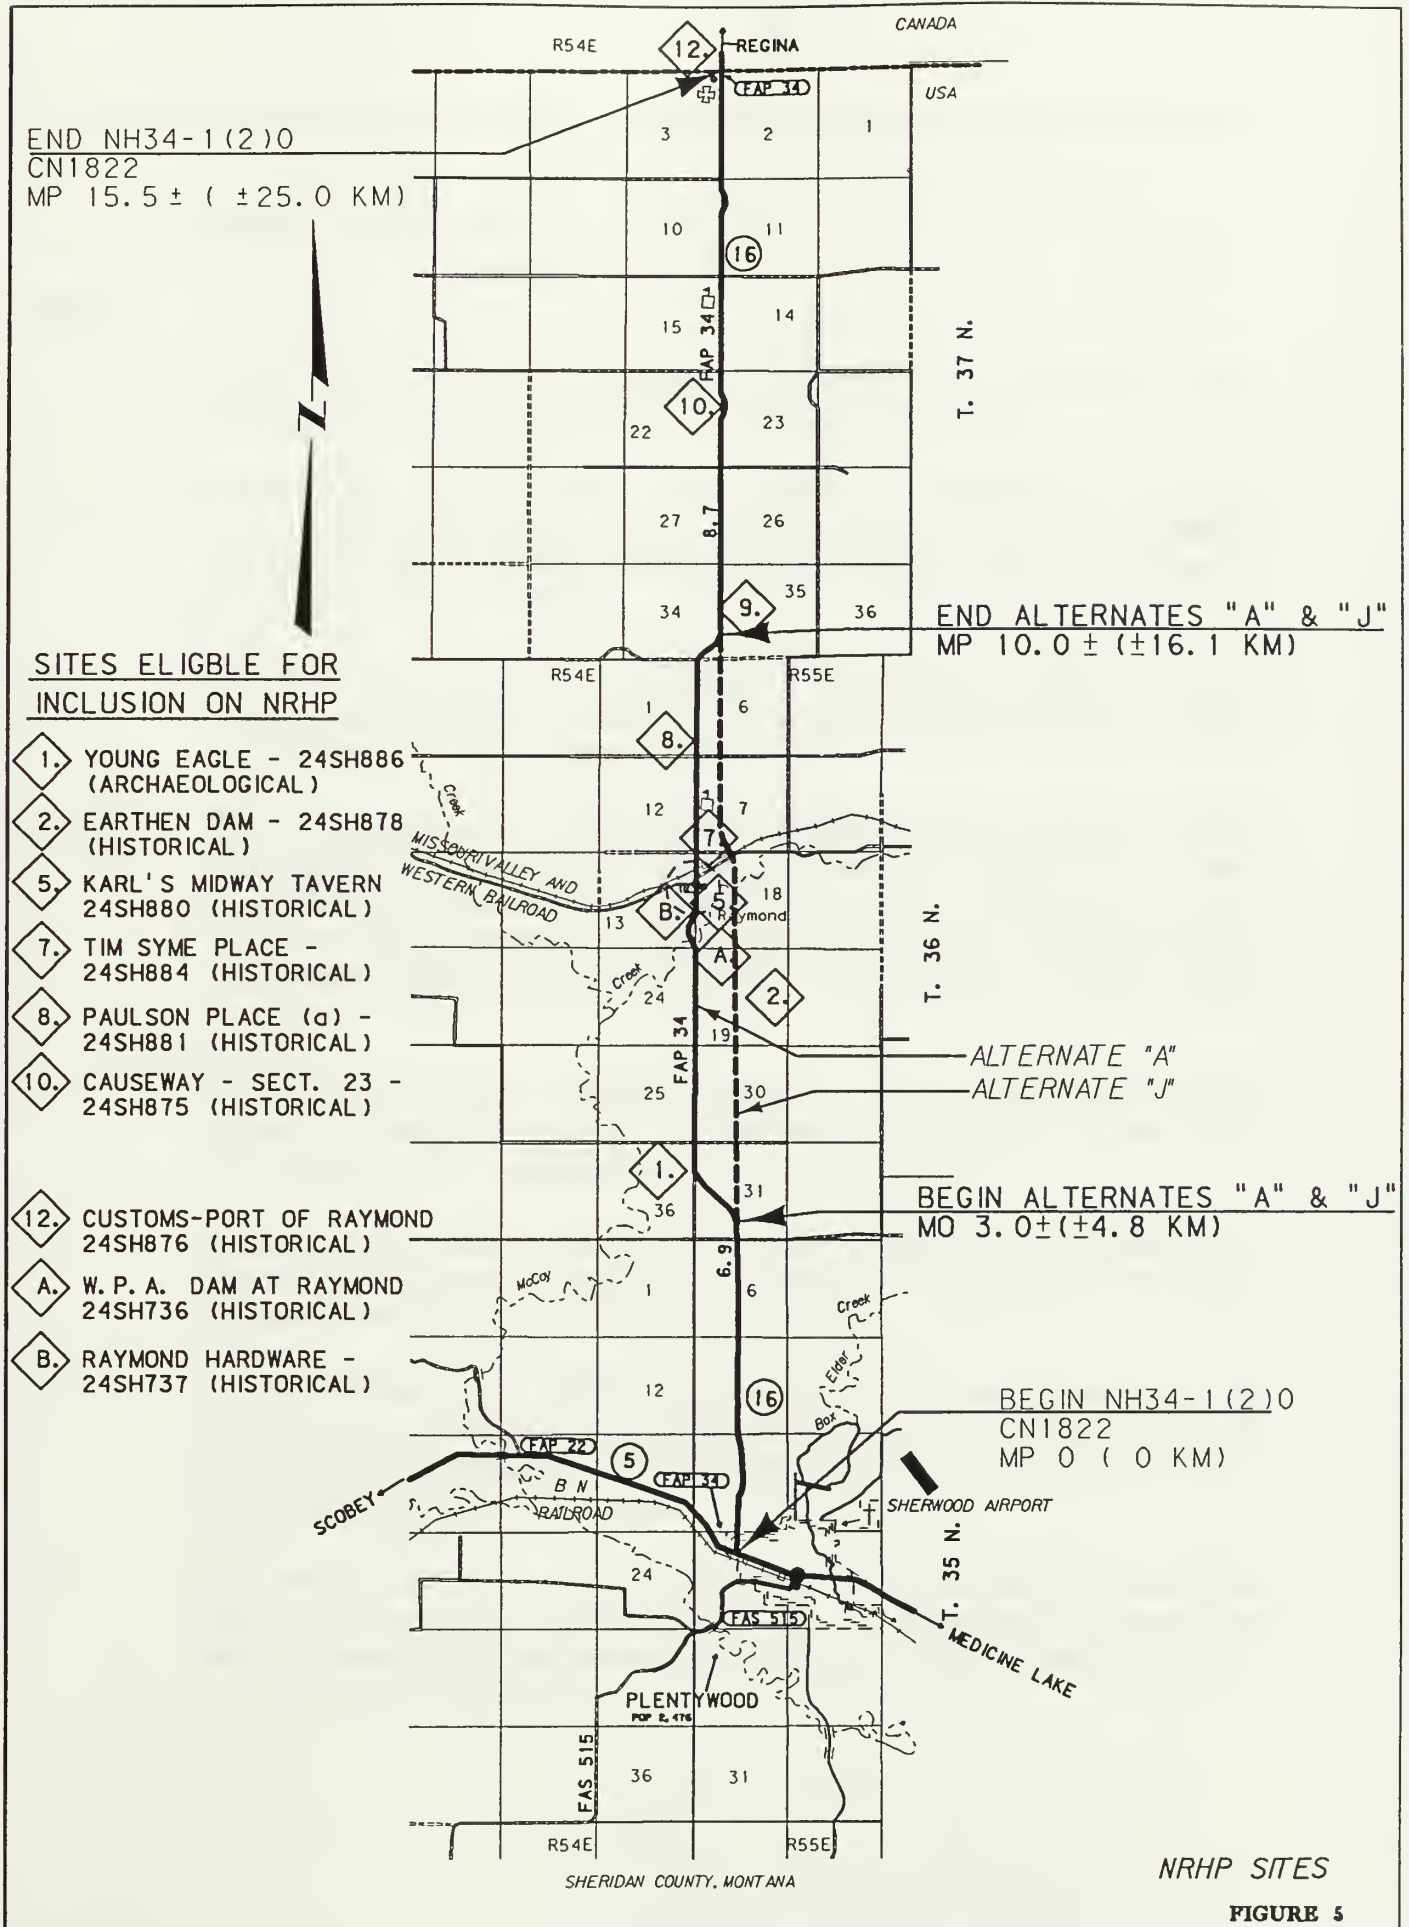 CANADA
R54E
12.
REGINA
FAP 34
USA
3
2
1
END NH34-1(2)0
CN1822
MP 15.5± ( ±25.0 KM)
10
11
16
15
FAP 34
14
T. 37 N.
10.
22
23
27
8.7
26
9.
35
34
36
END ALTERNATES "A" & "J"
MP 10.0 ± (±16.1 KM)
Z
SITES ELIGBLE FOR
INCLUSION ON NRHP
1. YOUNG EAGLE - 24SH886
(ARCHAEOLOGICAL)
2. EARTHEN DAM - 24SH878
(HISTORICAL)
5. KARL'S MIDWAY TAVERN
24SH880 (HISTORICAL)
7. TIM SYME PLACE -
24SH884 (HISTORICAL)
8. PAULSON PLACE (a) -
24SH881 (HISTORICAL)
10. CAUSEWAY - SECT. 23 -
24SH875 (HISTORICAL)
12. CUSTOMS-PORT OF RAYMOND
24SH876 (HISTORICAL)
A. W.P.A. DAM AT RAYMOND
24SH736 (HISTORICAL)
B. RAYMOND HARDWARE -
24SH737 (HISTORICAL)
R54E
R55E
1
6
8.
Creek
12
7
7.
MISSOURI VALLEY AND
WESTERN RAILROAD
B.
5.
18
13
Raymond
A.
T. 36 N.
Creek
24
2.
FAP 34
19
ALTERNATE "A"
25
30
ALTERNATE "J"
1.
36
31
BEGIN ALTERNATES "A" & "J"
MO 3.0±(±4.8 KM)
6.9
McCoy
1
6
Creek
Elder
Box
12
16
BEGIN NH34-1(2)0
CN1822
MP 0 ( 0 KM)
FAP 22
5
FAP 34
B N
RAILROAD
SCOBEY
SHERWOOD AIRPORT
T. 35 N.
24
FAS 515
MEDICINE LAKE
PLENTYWOOD
POP 2,476
FAS 515
36
31
R54E
R55E
SHERIDAN COUNTY, MONTANA
NRHP SITES
FIGURE 5